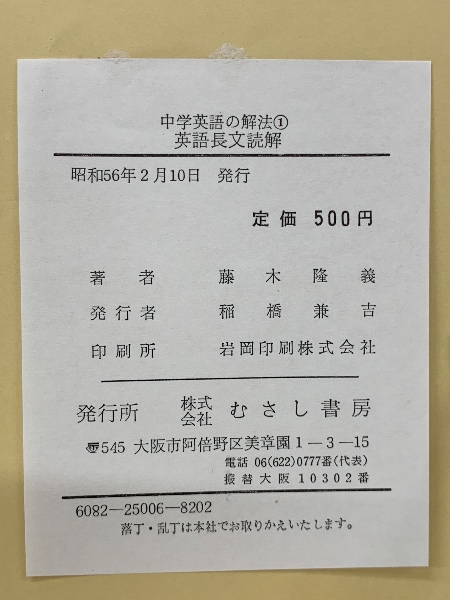 中学英語の解法①
英語長文読解
昭和56年2月10日 発行
定価 500円
著者 藤木隆義
発行者 稲橋兼吉
印刷所 岩岡印刷株式会社
発行所 株式会社 むさし書房
〠545 大阪市阿倍野区美章園1―3―15
電話 06(622)0777番(代表)
振替大阪10302番
6082―25006―8202
落丁・乱丁は本社でお取りかえいたします。